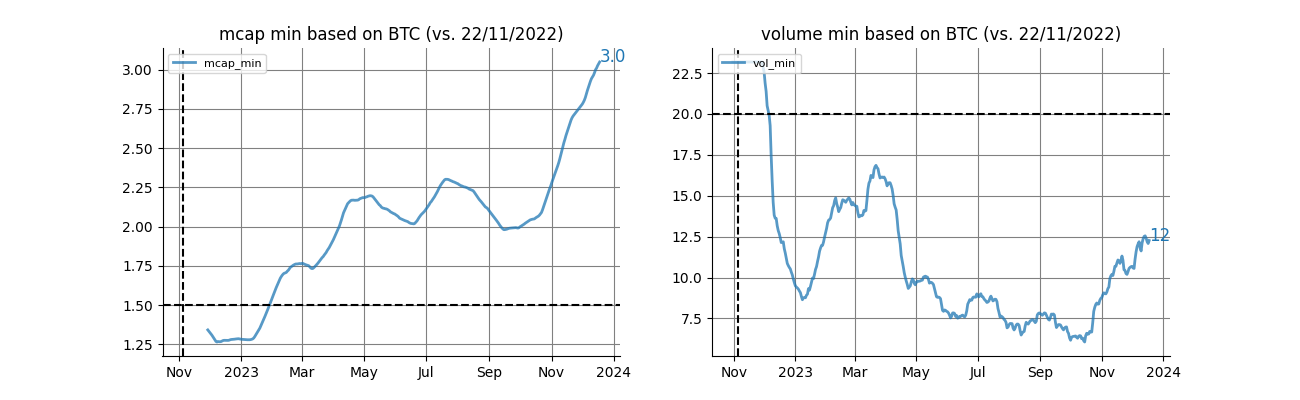 mcap min based on BTC (vs. 22/11/2022)
mcap_min
3.0
3.00
2.75
2.50
2.25
2.00
1.75
1.50
1.25
Nov 2023 Mar May Jul Sep Nov 2024
volume min based on BTC (vs. 22/11/2022)
vol_min
12
22.5
20.0
17.5
15.0
12.5
10.0
7.5
Nov 2023 Mar May Jul Sep Nov 2024